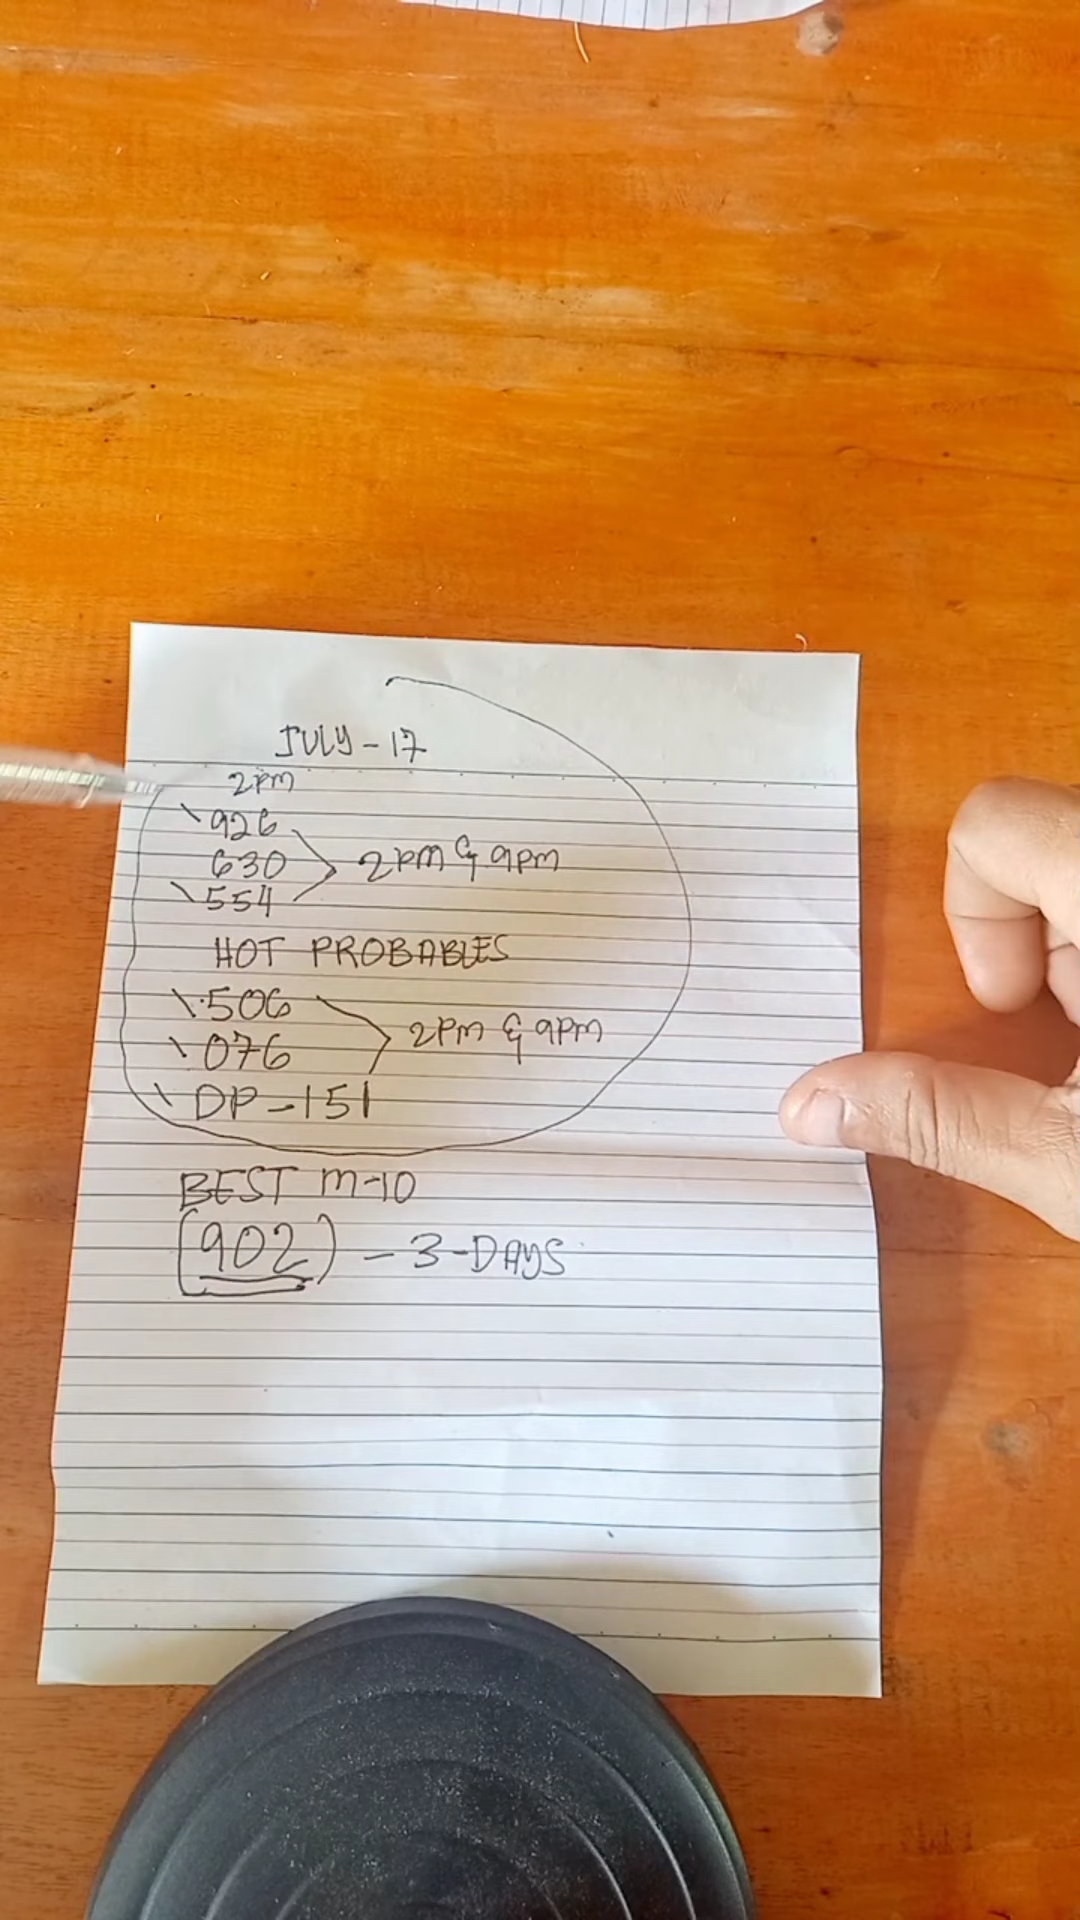 JULY-17
2PM
926
630 2PM & 9PM
554
HOT PROBABLES
506
076 2PM & 9PM
DP-151
BEST M-10
(902) - 3-DAYS